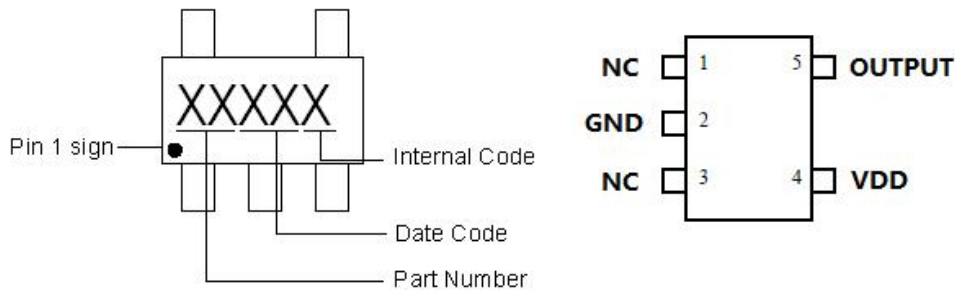 XXXXX
Pin 1 sign
Internal Code
Date Code
Part Number
NC 1 5 OUTPUT
GND 2
NC 3 4 VDD